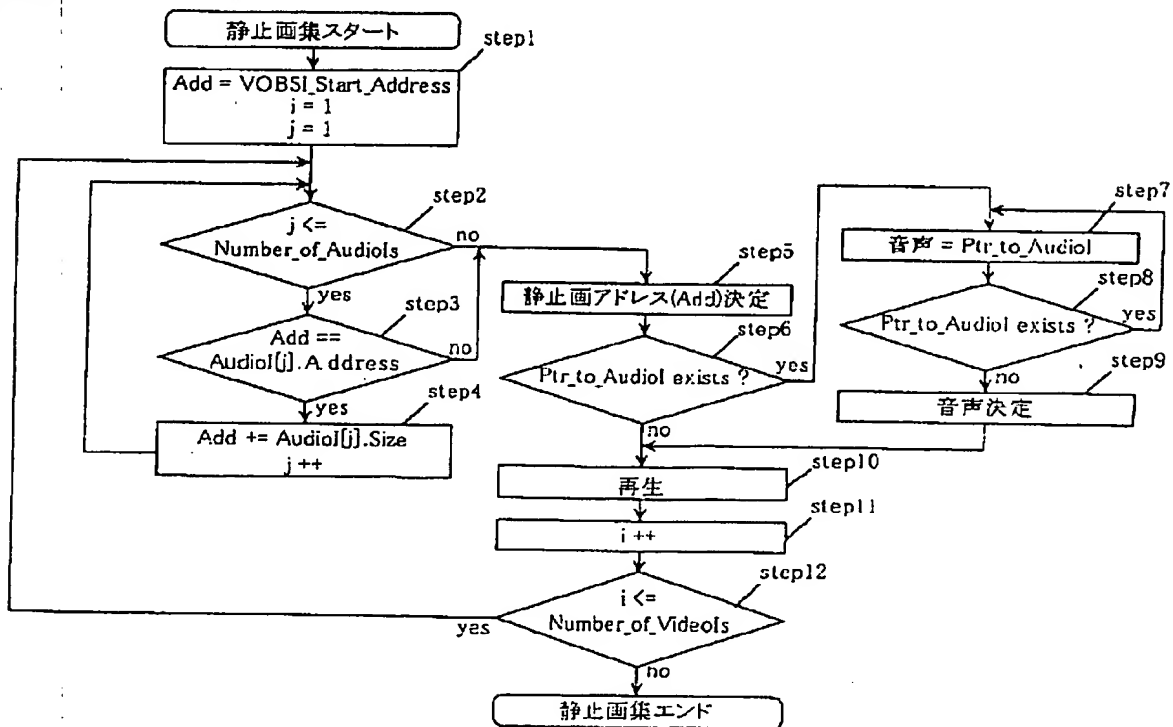 静止画集スタート
step1
Add = VOBSI_Start_Address
i = 1
j = 1
step2
j <=
Number_of_AudioIs
no
yes
step3
Add ==
AudioI[j].Address
no
yes
step4
Add += AudioI[j].Size
j ++
step5
静止画アドレス(Add)決定
step6
Ptr_to_AudioI exists ?
yes
no
step7
音声 = Ptr_to_AudioI
step8
Ptr_to_AudioI exists ?
yes
no
step9
音声決定
step10
再生
step11
i ++
step12
i <=
Number_of_VideoIs
yes
no
静止画集エンド